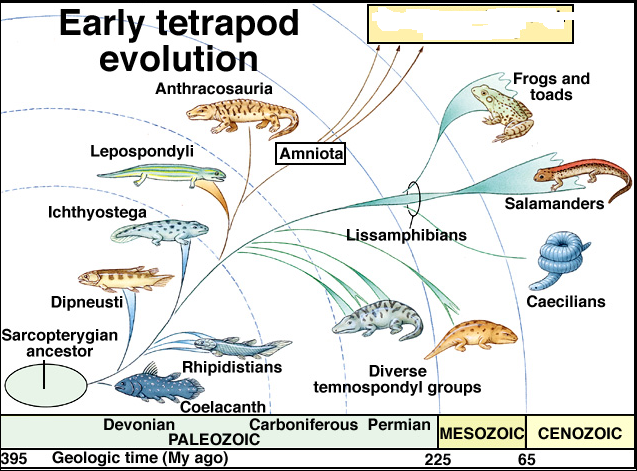 Early tetrapod
evolution
Anthracosauria
Frogs and
toads
Lepospondyli
Amniota
Ichthyostega
Salamanders
Lissamphibians
Dipneusti
Caecilians
Sarcopterygian
ancestor
Rhipidistians
Diverse
temnospondyl groups
Coelacanth
Devonian Carboniferous Permian
PALEOZOIC MESOZOIC CENOZOIC
395 Geologic time (My ago) 225 65